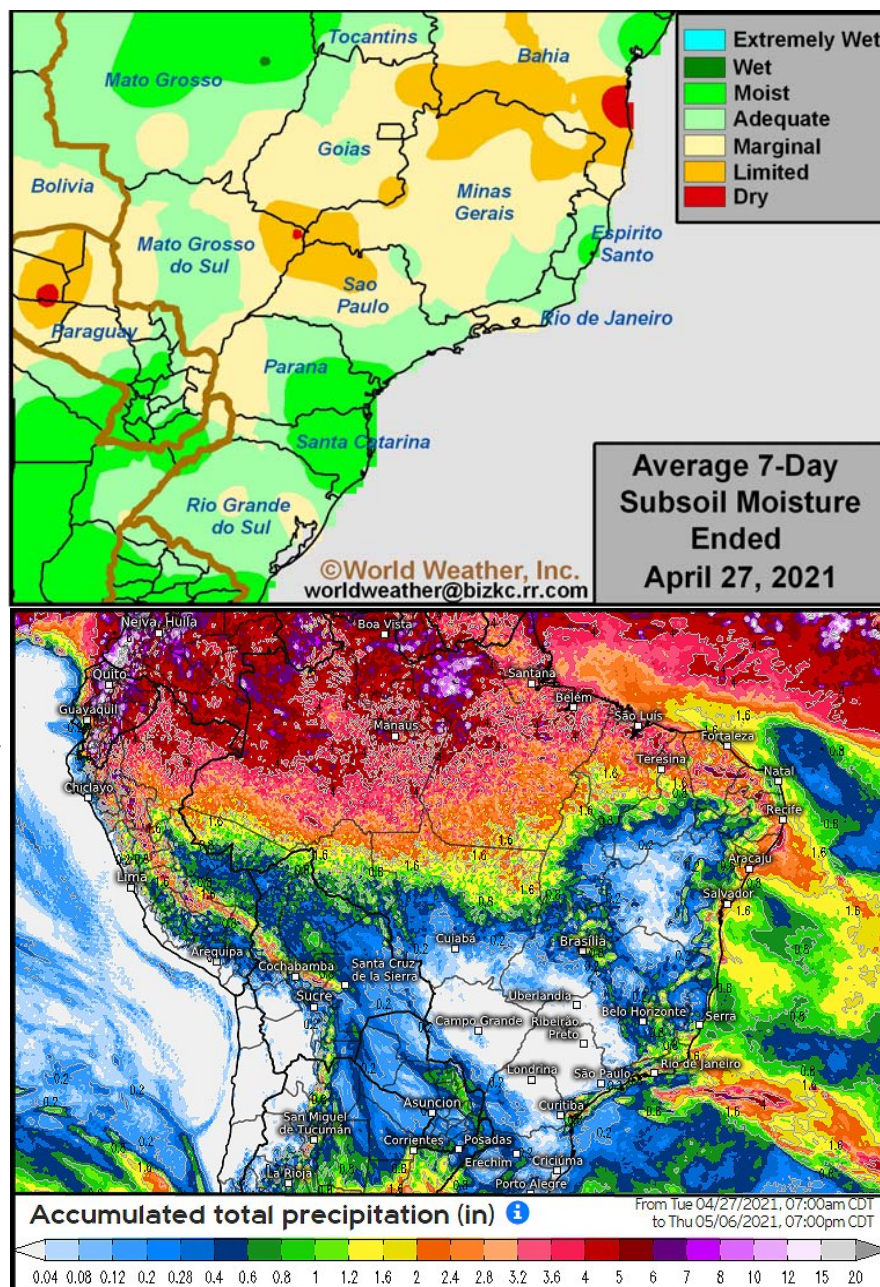 Tocantins
Bahia
Mato Grosso
Goias
Bolivia
Minas
Gerais
Mato Grosso
do Sul
Espirito
Santo
Sao
Paulo
Rio de Janeiro
Paraguay
Parana
Santa Catarina
Rio Grande
do Sul
Extremely Wet
Wet
Moist
Adequate
Marginal
Limited
Dry
Average 7-Day
Subsoil Moisture
Ended
April 27, 2021
©World Weather, Inc.
worldweather@bizkc.rr.com
Neiva, Huila
Boa Vista
Quito
Santana
Belém
Guayaquil
Manaus
São Luis
Fortaleza
Teresina
Chiclayo
Natal
Recife
Lima
Aracaju
Salvador
Arequipa
Cuiabá
Brasília
Cochabamba
Santa Cruz
de la Sierra
Sucre
Uberlandia
Campo Grande
Ribeirão
Preto
Belo Horizonte
Serra
Londrina
São Paulo
Rio de Janeiro
Asuncion
Curitiba
San Miguel
de Tucumán
Corrientes
Posadas
Erechim
Criciúma
La Rioja
Porto Alegre
Accumulated total precipitation (in)
From Tue 04/27/2021, 07:00am CDT
to Thu 05/06/2021, 07:00pm CDT
0.04 0.08 0.12 0.2 0.28 0.4 0.6 0.8 1 1.2 1.6 2 2.4 2.8 3.2 3.6 4 5 6 7 8 10 12 15 20